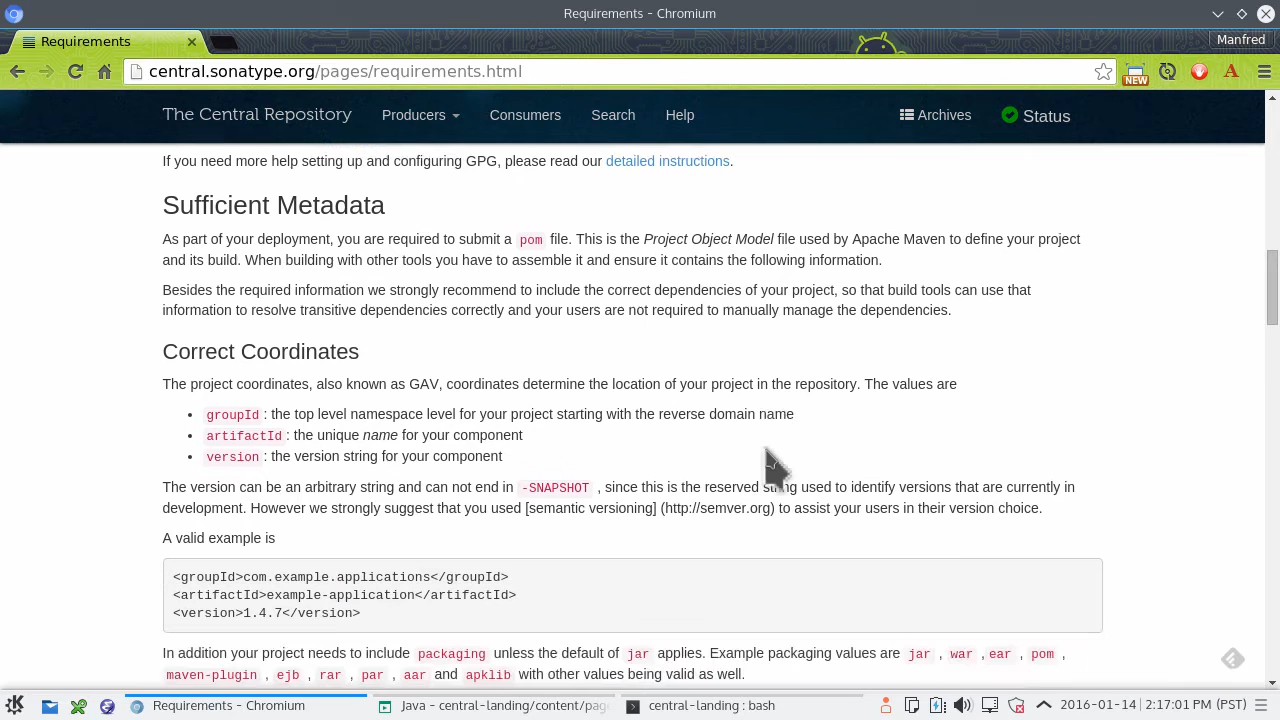 Requirements - Chromium
Requirements
Manfred
central.sonatype.org/pages/requirements.html
NEW
The Central Repository Producers Consumers Search Help Archives Status
If you need more help setting up and configuring GPG, please read our detailed instructions.
Sufficient Metadata
As part of your deployment, you are required to submit a pom file. This is the Project Object Model file used by Apache Maven to define your project
and its build. When building with other tools you have to assemble it and ensure it contains the following information.
Besides the required information we strongly recommend to include the correct dependencies of your project, so that build tools can use that
information to resolve transitive dependencies correctly and your users are not required to manually manage the dependencies.
Correct Coordinates
The project coordinates, also known as GAV, coordinates determine the location of your project in the repository. The values are
• groupId : the top level namespace level for your project starting with the reverse domain name
• artifactId : the unique name for your component
• version : the version string for your component
The version can be an arbitrary string and can not end in -SNAPSHOT , since this is the reserved string used to identify versions that are currently in
development. However we strongly suggest that you used [semantic versioning] (http://semver.org) to assist your users in their version choice.
A valid example is
<groupId>com.example.applications</groupId>
<artifactId>example-application</artifactId>
<version>1.4.7</version>
In addition your project needs to include packaging unless the default of jar applies. Example packaging values are jar , war , ear , pom ,
maven-plugin , ejb , rar , par , aar and apklib with other values being valid as well.
Requirements - Chromium Java - central-landing/content/pag central-landing : bash 2016-01-14 | 2:17:01 PM (PST)